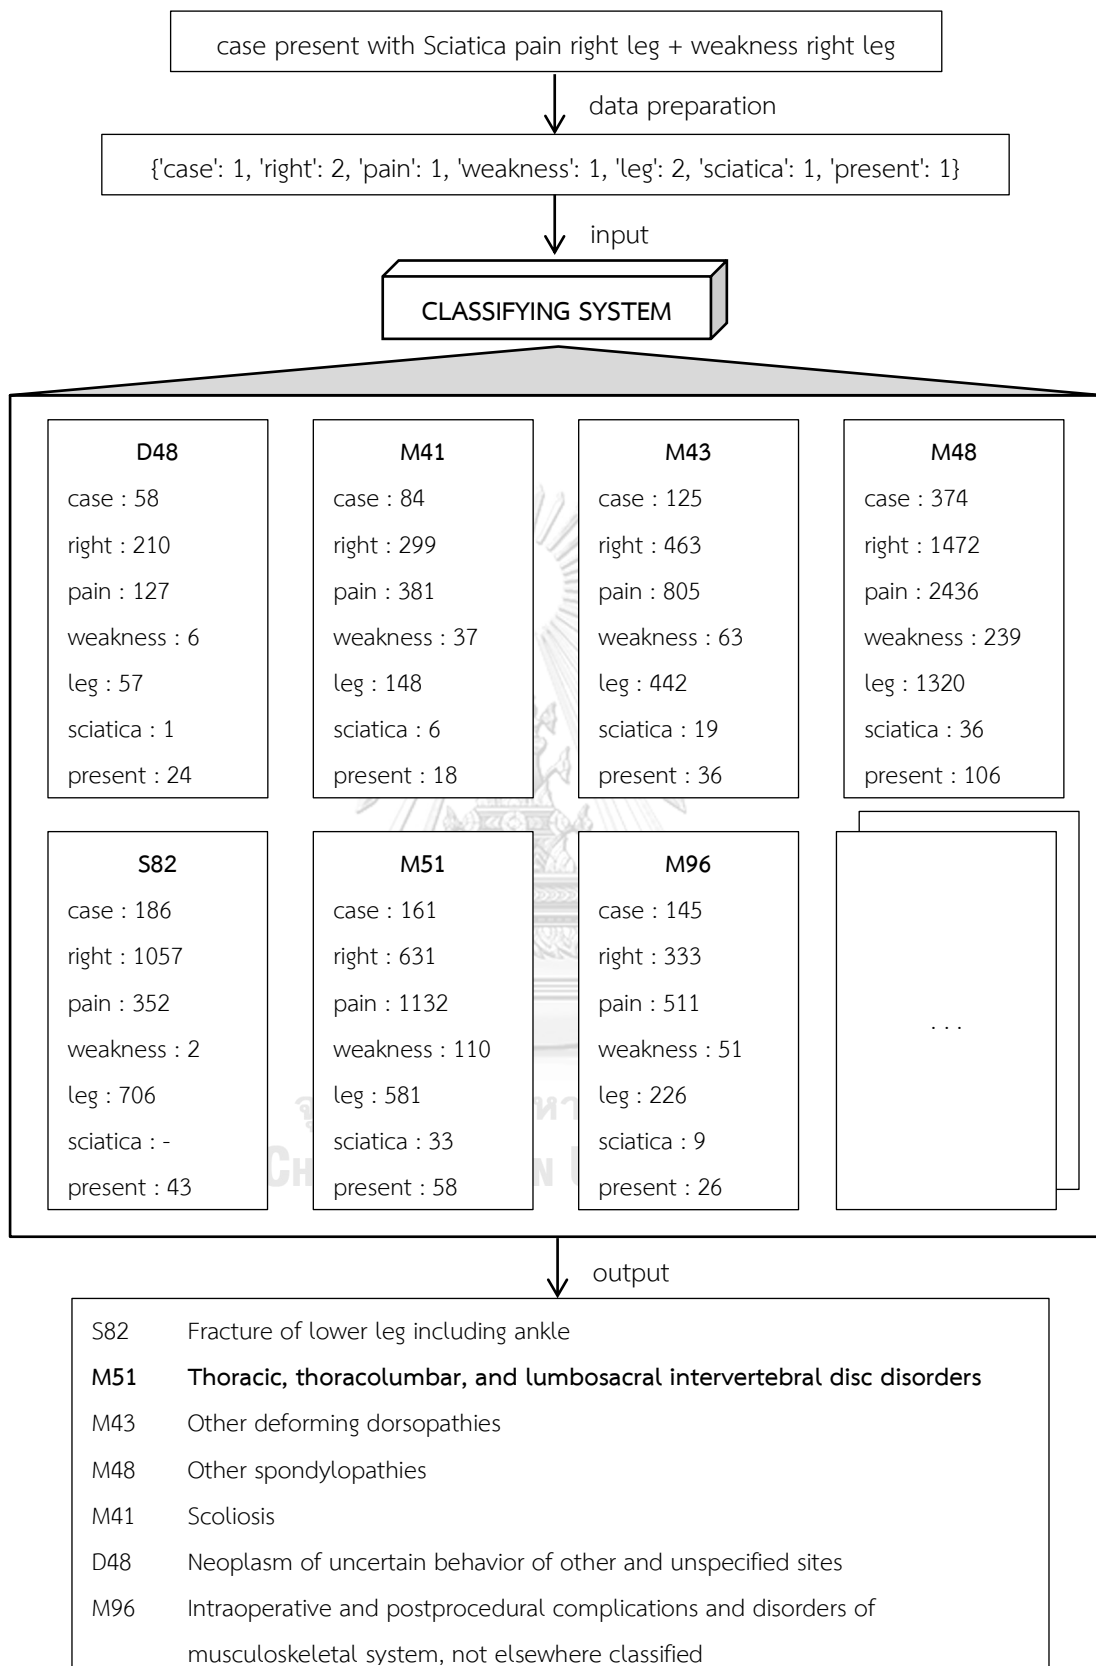 case present with Sciatica pain right leg + weakness right leg
data preparation
{'case': 1, 'right': 2, 'pain': 1, 'weakness': 1, 'leg': 2, 'sciatica': 1, 'present': 1}
input
CLASSIFYING SYSTEM
D48
case : 58
right : 210
pain : 127
weakness : 6
leg : 57
sciatica : 1
present : 24
M41
case : 84
right : 299
pain : 381
weakness : 37
leg : 148
sciatica : 6
present : 18
M43
case : 125
right : 463
pain : 805
weakness : 63
leg : 442
sciatica : 19
present : 36
M48
case : 374
right : 1472
pain : 2436
weakness : 239
leg : 1320
sciatica : 36
present : 106
S82
case : 186
right : 1057
pain : 352
weakness : 2
leg : 706
sciatica : -
present : 43
M51
case : 161
right : 631
pain : 1132
weakness : 110
leg : 581
sciatica : 33
present : 58
M96
case : 145
right : 333
pain : 511
weakness : 51
leg : 226
sciatica : 9
present : 26
. . .
output
S82 Fracture of lower leg including ankle
M51 Thoracic, thoracolumbar, and lumbosacral intervertebral disc disorders
M43 Other deforming dorsopathies
M48 Other spondylopathies
M41 Scoliosis
D48 Neoplasm of uncertain behavior of other and unspecified sites
M96 Intraoperative and postprocedural complications and disorders of
musculoskeletal system, not elsewhere classified